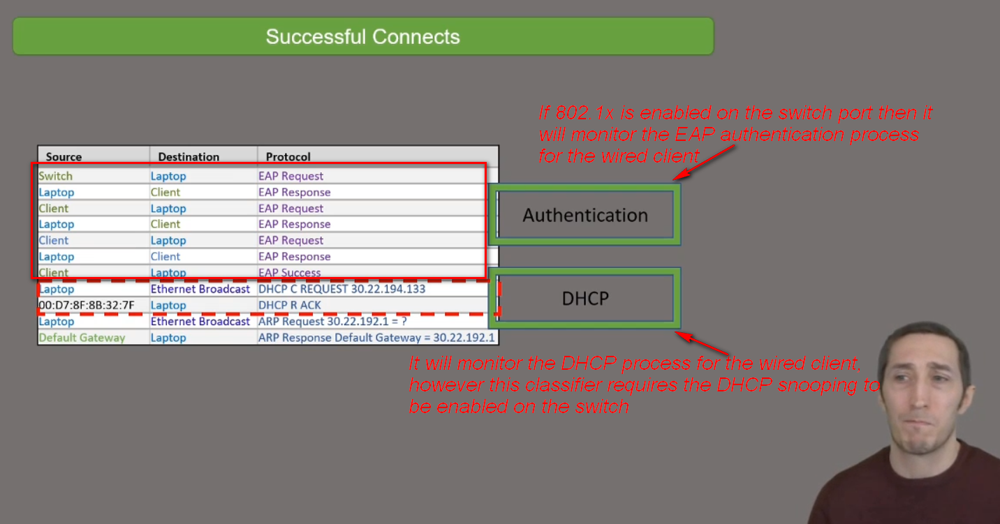 Successful Connects
If 802.1x is enabled on the switch port then it
will monitor the EAP authentication process
for the wired client
Source Destination Protocol
Switch Laptop EAP Request
Laptop Client EAP Response
Client Laptop EAP Request
Laptop Client EAP Response
Client Laptop EAP Request
Laptop Client EAP Response
Client Laptop EAP Success
Laptop Ethernet Broadcast DHCP C REQUEST 30.22.194.133
00:D7:8F:8B:32:7F Laptop DHCP R ACK
Laptop Ethernet Broadcast ARP Request 30.22.192.1 = ?
Default Gateway Laptop ARP Response Default Gateway = 30.22.192.1
Authentication
DHCP
It will monitor the DHCP process for the wired client,
however this classifier requires the DHCP snooping to
be enabled on the switch